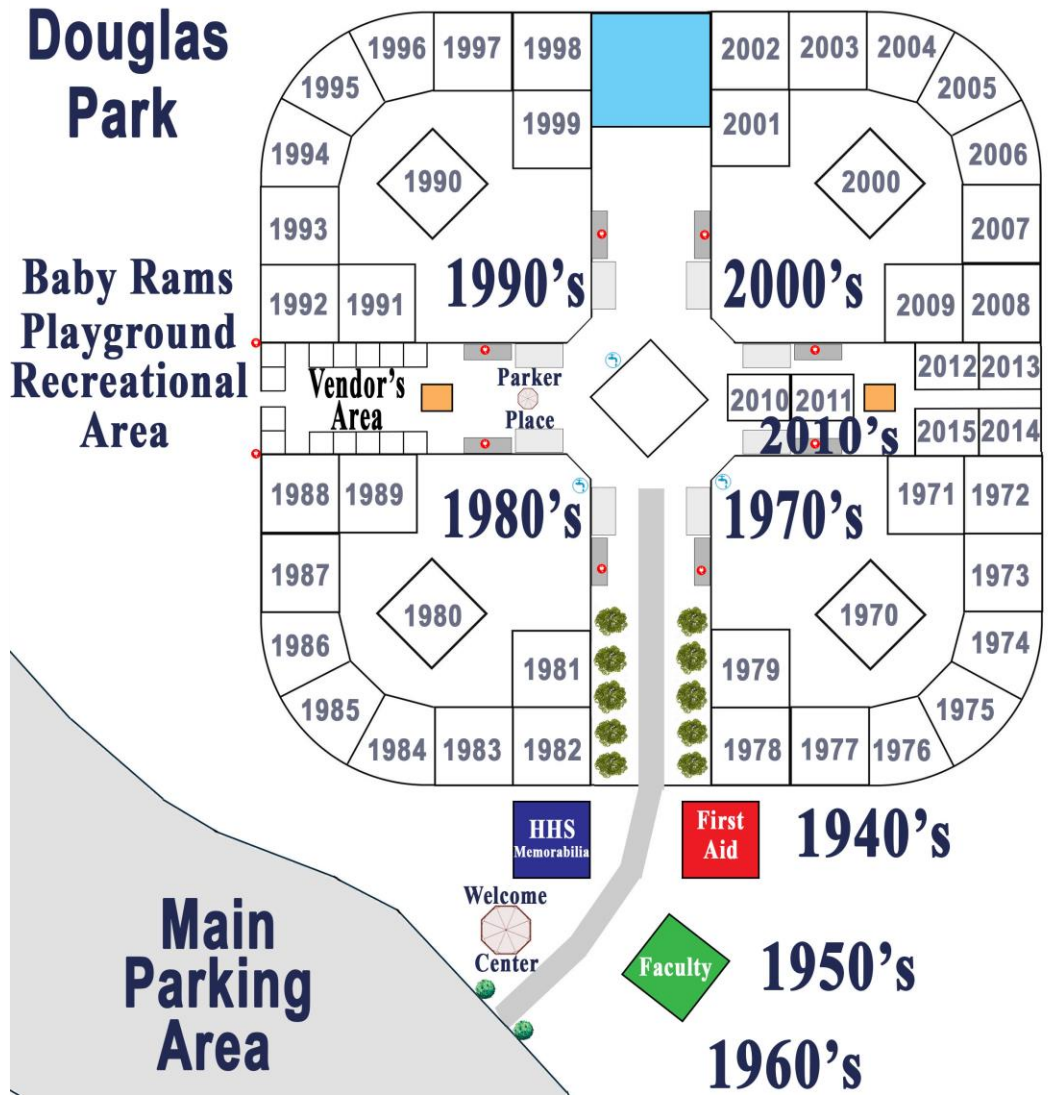 Douglas
Park
1996
1997
1998
2002
2003
2004
1995
2005
1999
2001
1994
2006
1990
2000
1993
2007
Baby Rams
Playground
Recreational
Area
1990's
2000's
1992
1991
2009
2008
Vendor's
Area
Parker
Place
2012
2013
2010
2011
2010's
2015
2014
1988
1989
1980's
1970's
1971
1972
1987
1973
1980
1970
1986
1974
1981
1979
1985
1975
1984
1983
1982
1978
1977
1976
HHS
Memorabilia
First
Aid
1940's
Welcome
Center
Main
Parking
Area
Faculty
1950's
1960's